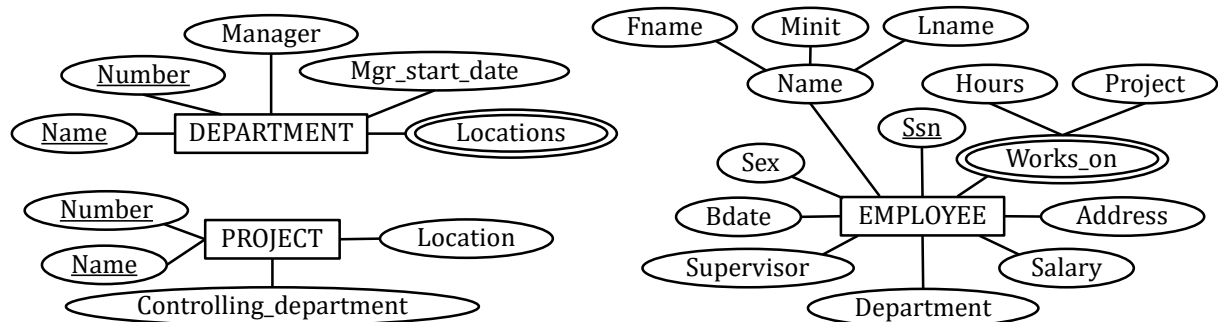 Manager
Number
Mgr_start_date
Name
DEPARTMENT
Locations
Number
PROJECT
Location
Name
Controlling_department
Fname
Minit
Lname
Name
Hours
Project
Ssn
Works_on
Sex
Bdate
EMPLOYEE
Address
Supervisor
Salary
Department